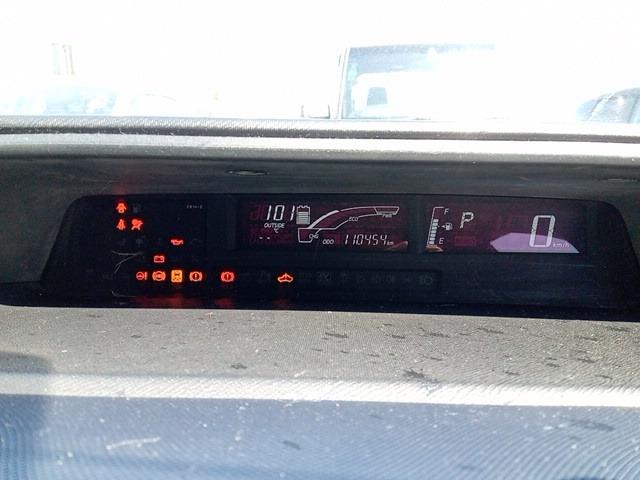 101
OUTSIDE
°C
--
CHG
ECO
PWR
ODO 110454 km
F
E
P
0
km/h